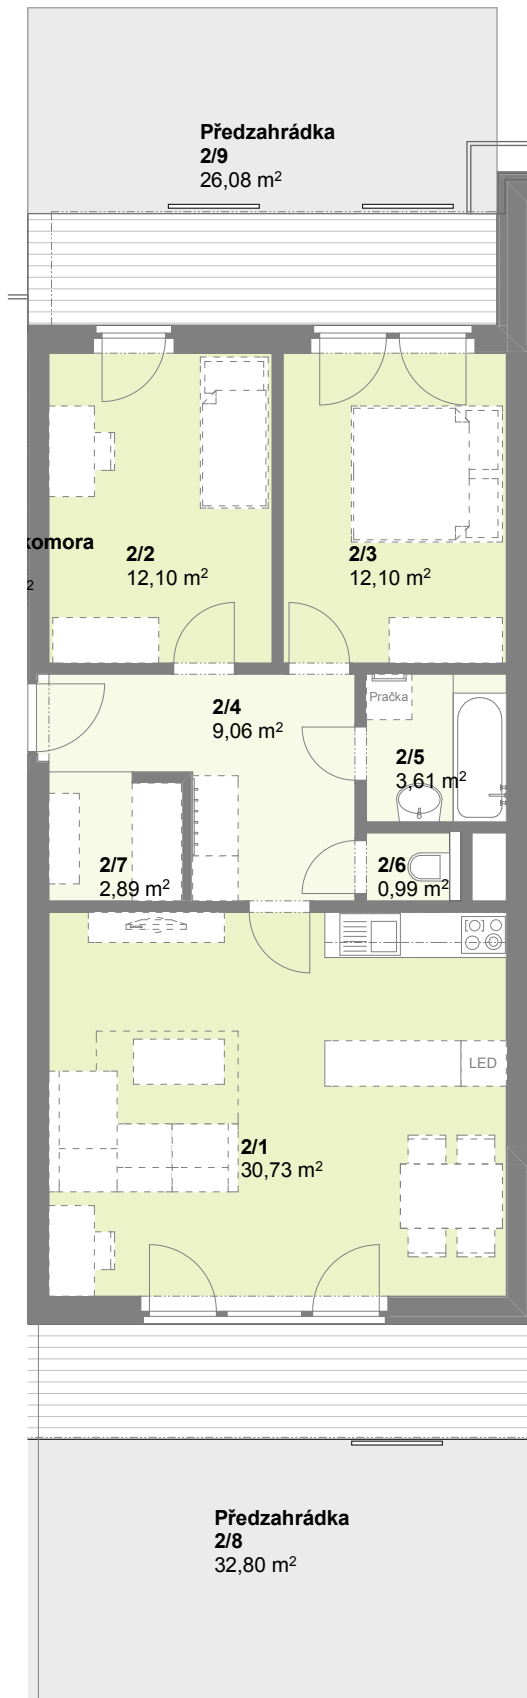 Předzahrádka
2/9
26,08 m²
komora
2/2
12,10 m²
2/3
12,10 m²
2
2/4
9,06 m²
Pračka
2/5
3,61 m²
2/7
2,89 m²
2/6
0,99 m²
LED
2/1
30,73 m²
Předzahrádka
2/8
32,80 m²